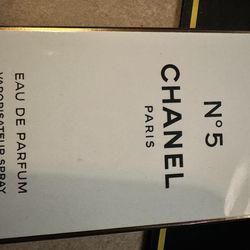 N°5
CHANEL
PARIS
EAU DE PARFUM
VAPORISATEUR SPRAY